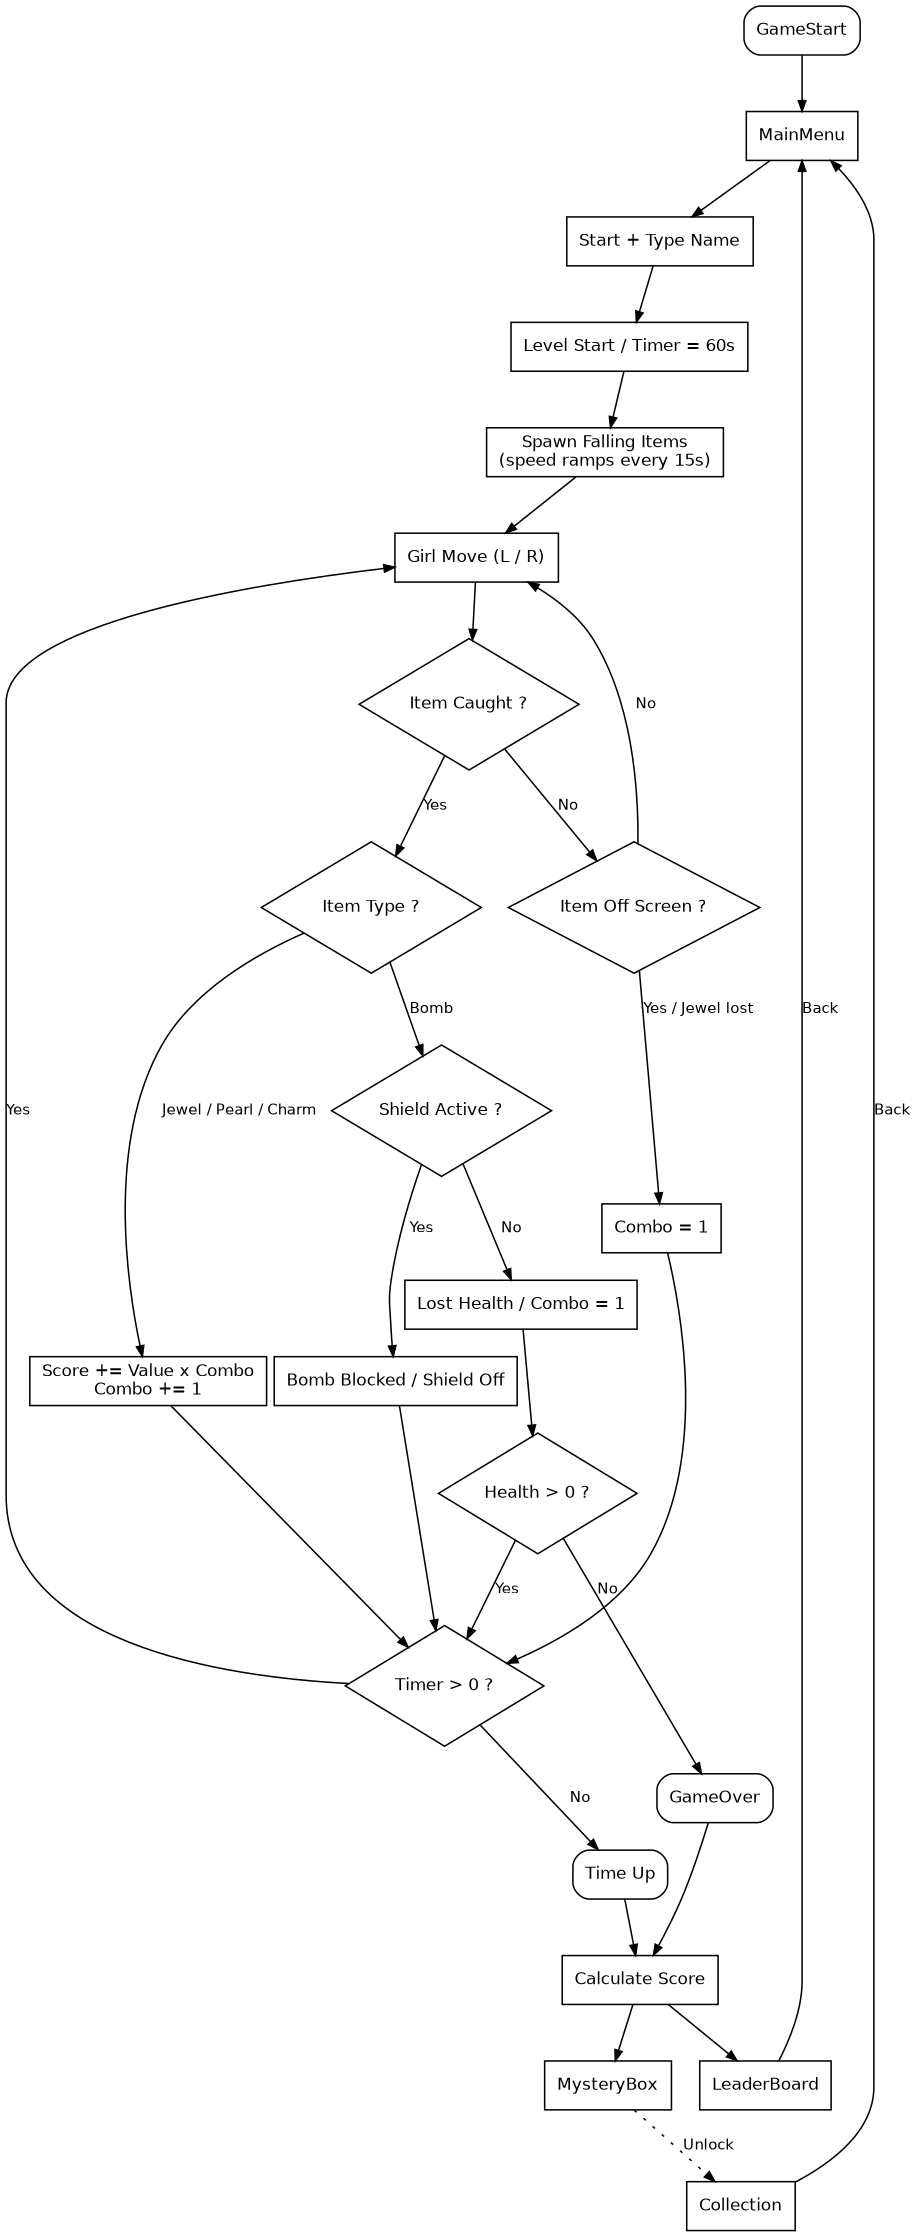 GameStart
MainMenu
Start + Type Name
Level Start / Timer = 60s
Spawn Falling Items
(speed ramps every 15s)
Girl Move (L / R)
Item Caught ?
No
Yes
No
Item Type ?
Item Off Screen ?
Bomb
Yes / Jewel lost
Back
Yes
Jewel / Pearl / Charm
Shield Active ?
Back
Yes
No
Combo = 1
Lost Health / Combo = 1
Score += Value x Combo
Combo += 1
Bomb Blocked / Shield Off
Health > 0 ?
Yes
No
Timer > 0 ?
No
GameOver
Time Up
Calculate Score
MysteryBox
LeaderBoard
Unlock
Collection